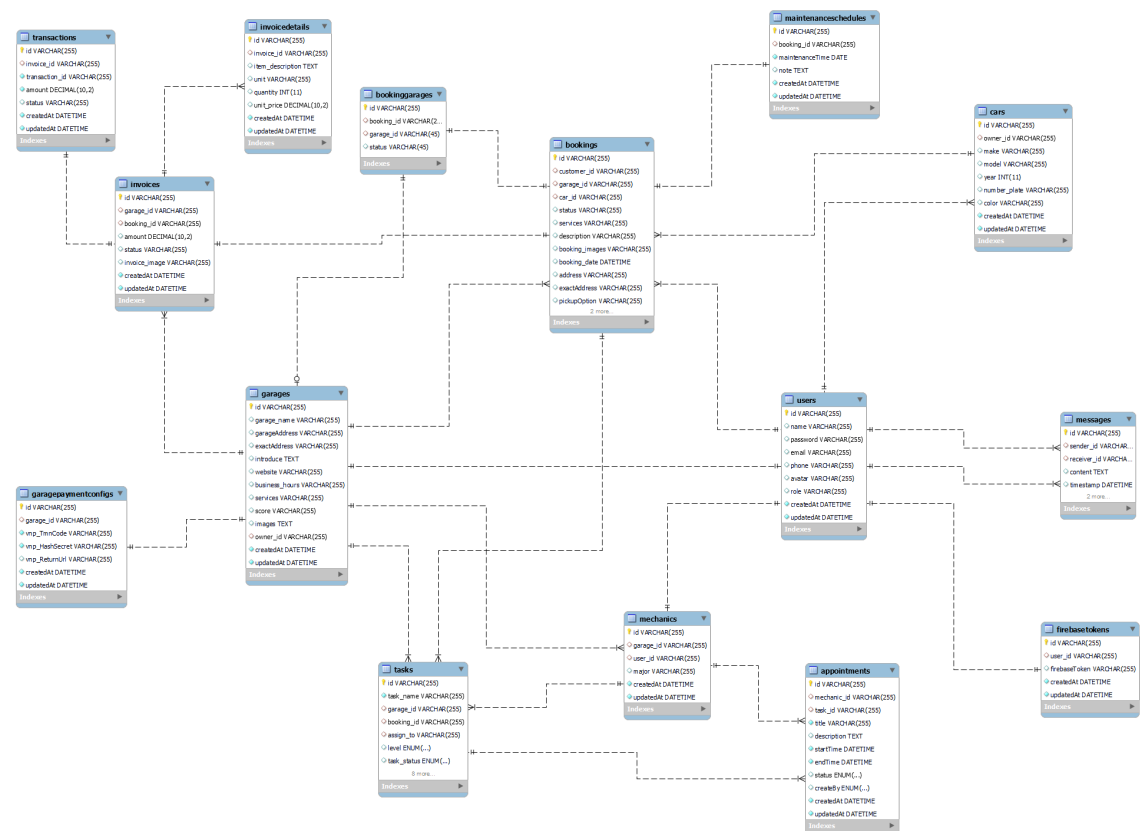 transactions
id VARCHAR(255)
invoice_id VARCHAR(255)
transaction_id VARCHAR(255)
amount DECIMAL(10,2)
status VARCHAR(255)
createdAt DATETIME
updatedAt DATETIME
Indexes
invoicedetails
id VARCHAR(255)
invoice_id VARCHAR(255)
item_description TEXT
unit VARCHAR(255)
quantity INT(11)
unit_price DECIMAL(10,2)
createdAt DATETIME
updatedAt DATETIME
Indexes
bookinggarages
id VARCHAR(255)
booking_id VARCHAR(2...
garage_id VARCHAR(45)
status VARCHAR(45)
Indexes
maintenanceschedules
id VARCHAR(255)
booking_id VARCHAR(255)
maintenanceTime DATE
note TEXT
createdAt DATETIME
updatedAt DATETIME
Indexes
cars
id VARCHAR(255)
owner_id VARCHAR(255)
make VARCHAR(255)
model VARCHAR(255)
year INT(11)
number_plate VARCHAR(255)
color VARCHAR(255)
createdAt DATETIME
updatedAt DATETIME
Indexes
bookings
id VARCHAR(255)
customer_id VARCHAR(255)
garage_id VARCHAR(255)
car_id VARCHAR(255)
status VARCHAR(255)
services VARCHAR(255)
description VARCHAR(255)
booking_images VARCHAR(255)
booking_date DATETIME
address VARCHAR(255)
exactAddress VARCHAR(255)
pickupOption VARCHAR(255)
2 more...
Indexes
invoices
id VARCHAR(255)
garage_id VARCHAR(255)
booking_id VARCHAR(255)
amount DECIMAL(10,2)
status VARCHAR(255)
invoice_image VARCHAR(255)
createdAt DATETIME
updatedAt DATETIME
Indexes
garages
id VARCHAR(255)
garage_name VARCHAR(255)
garageAddress VARCHAR(255)
exactAddress VARCHAR(255)
introduce TEXT
website VARCHAR(255)
business_hours VARCHAR(255)
services VARCHAR(255)
score VARCHAR(255)
images TEXT
owner_id VARCHAR(255)
createdAt DATETIME
updatedAt DATETIME
Indexes
users
id VARCHAR(255)
name VARCHAR(255)
password VARCHAR(255)
email VARCHAR(255)
phone VARCHAR(255)
avatar VARCHAR(255)
role VARCHAR(255)
createdAt DATETIME
updatedAt DATETIME
Indexes
messages
id VARCHAR(255)
sender_id VARCHAR...
receiver_id VARCHA...
content TEXT
timestamp DATETIME
2 more...
Indexes
garagepaymentconfigs
id VARCHAR(255)
garage_id VARCHAR(255)
vnp_TmnCode VARCHAR(255)
vnp_HashSecret VARCHAR(255)
vnp_ReturnUrl VARCHAR(255)
createdAt DATETIME
updatedAt DATETIME
Indexes
mechanics
id VARCHAR(255)
garage_id VARCHAR(255)
user_id VARCHAR(255)
major VARCHAR(255)
createdAt DATETIME
updatedAt DATETIME
Indexes
firebasetokens
id VARCHAR(255)
user_id VARCHAR(255)
firebaseToken VARCHAR(255)
createdAt DATETIME
updatedAt DATETIME
Indexes
tasks
id VARCHAR(255)
task_name VARCHAR(255)
garage_id VARCHAR(255)
booking_id VARCHAR(255)
assign_to VARCHAR(255)
level ENUM(...)
task_status ENUM(...)
8 more...
Indexes
appointments
id VARCHAR(255)
mechanic_id VARCHAR(255)
task_id VARCHAR(255)
title VARCHAR(255)
description TEXT
startTime DATETIME
endTime DATETIME
status ENUM(...)
createBy ENUM(...)
createdAt DATETIME
updatedAt DATETIME
Indexes